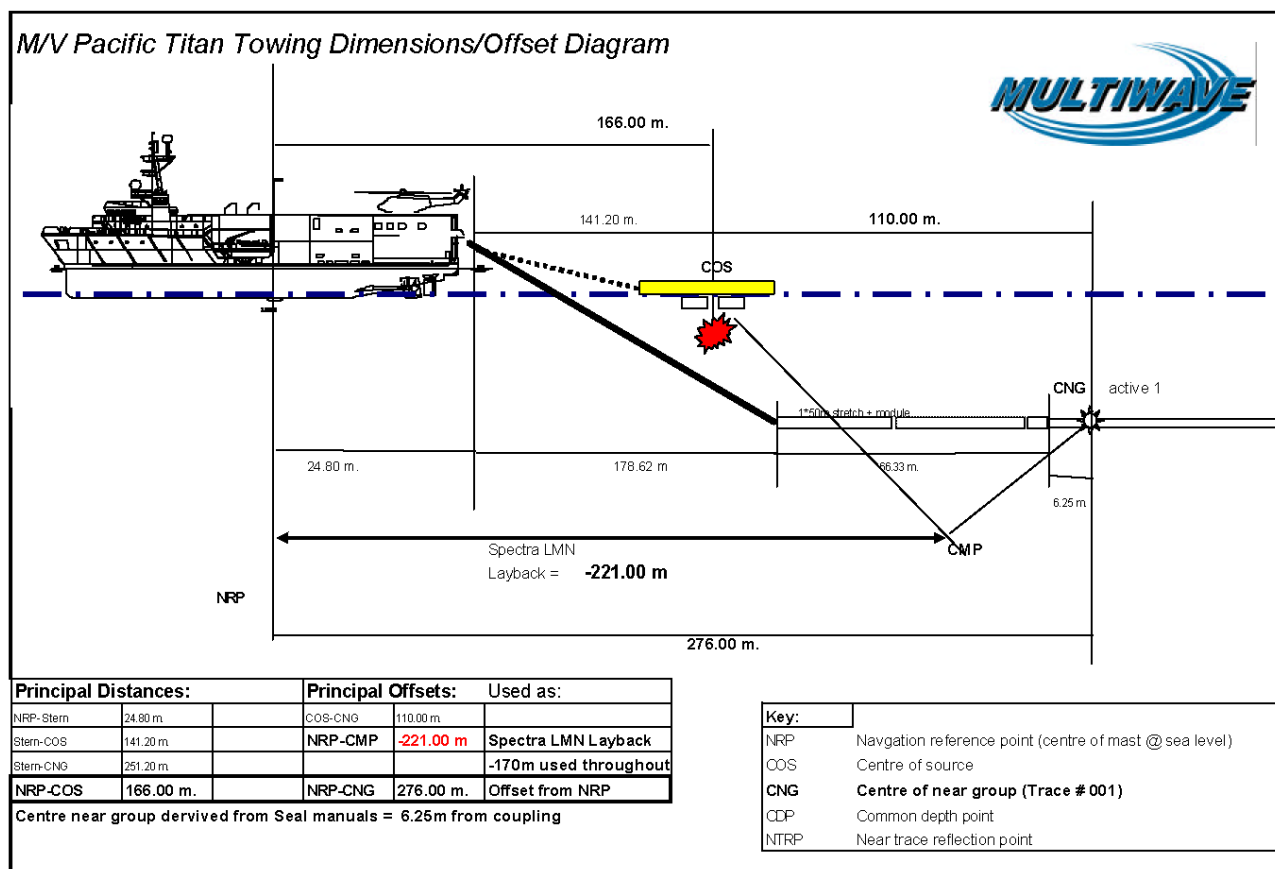 M/V Pacific Titan Towing Dimensions/Offset Diagram
MULTIWAVE
166.00 m.
141.20 m.
110.00 m.
COS
CNG active 1
1*50m stretch + module
24.80 m.
178.62 m
66.33 m.
6.25 m
Spectra LMN
Layback = -221.00 m
CMP
NRP
276.00 m.
Principal Distances: Principal Offsets: Used as:
NRP-Stern 24.80 m. COS-CNG 110.00 m.
Stern-COS 141.20 m. NRP-CMP -221.00 m Spectra LMN Layback
Stern-CNG 251.20 m. -170m used throughout
NRP-COS 166.00 m. NRP-CNG 276.00 m. Offset from NRP
Centre near group dervived from Seal manuals = 6.25m from coupling
Key:
NRP Navgation reference point (centre of mast @ sea level)
COS Centre of source
CNG Centre of near group (Trace # 001)
CDP Common depth point
NTRP Near trace reflection point